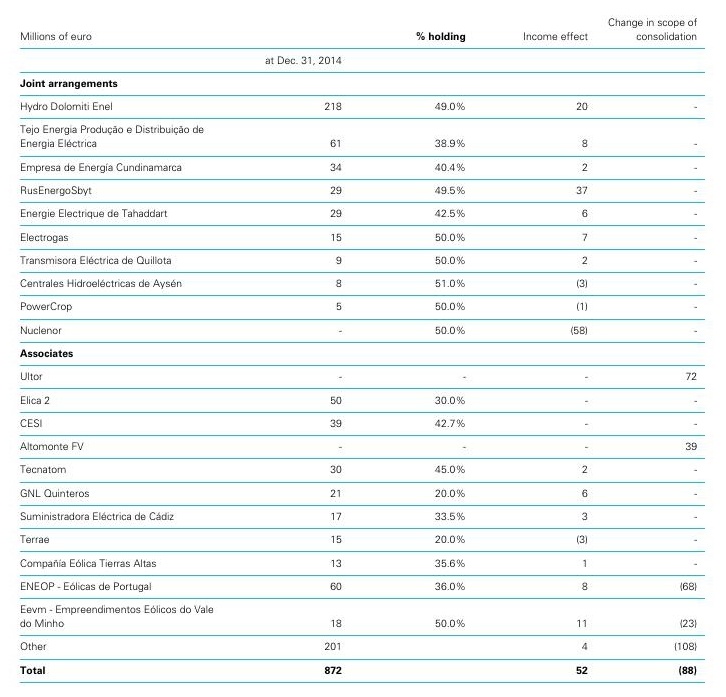 Millions of euro % holding Income effect Change in scope of consolidation
at Dec. 31, 2014
Joint arrangements
Hydro Dolomiti Enel 218 49.0% 20 -
Tejo Energia Produção e Distribuição de
Energia Eléctrica 61 38.9% 8 -
Empresa de Energía Cundinamarca 34 40.4% 2 -
RusEnergoSbyt 29 49.5% 37 -
Energie Electrique de Tahaddart 29 42.5% 6 -
Electrogas 15 50.0% 7 -
Transmisora Eléctrica de Quillota 9 50.0% 2 -
Centrales Hidroeléctricas de Aysén 8 51.0% (3) -
PowerCrop 5 50.0% (1) -
Nuclenor - 50.0% (58) -
Associates
Ultor - - - 72
Elica 2 50 30.0% - -
CESI 39 42.7% - -
Altomonte FV - - - 39
Tecnatom 30 45.0% 2 -
GNL Quinteros 21 20.0% 6 -
Suministradora Eléctrica de Cádiz 17 33.5% 3 -
Terrae 15 20.0% (3) -
Compañía Eólica Tierras Altas 13 35.6% 1 -
ENEOP - Eólicas de Portugal 60 36.0% 8 (68)
Eevm - Empreendimentos Eólicos do Vale
do Minho 18 50.0% 11 (23)
Other 201 4 (108)
Total 872 52 (88)